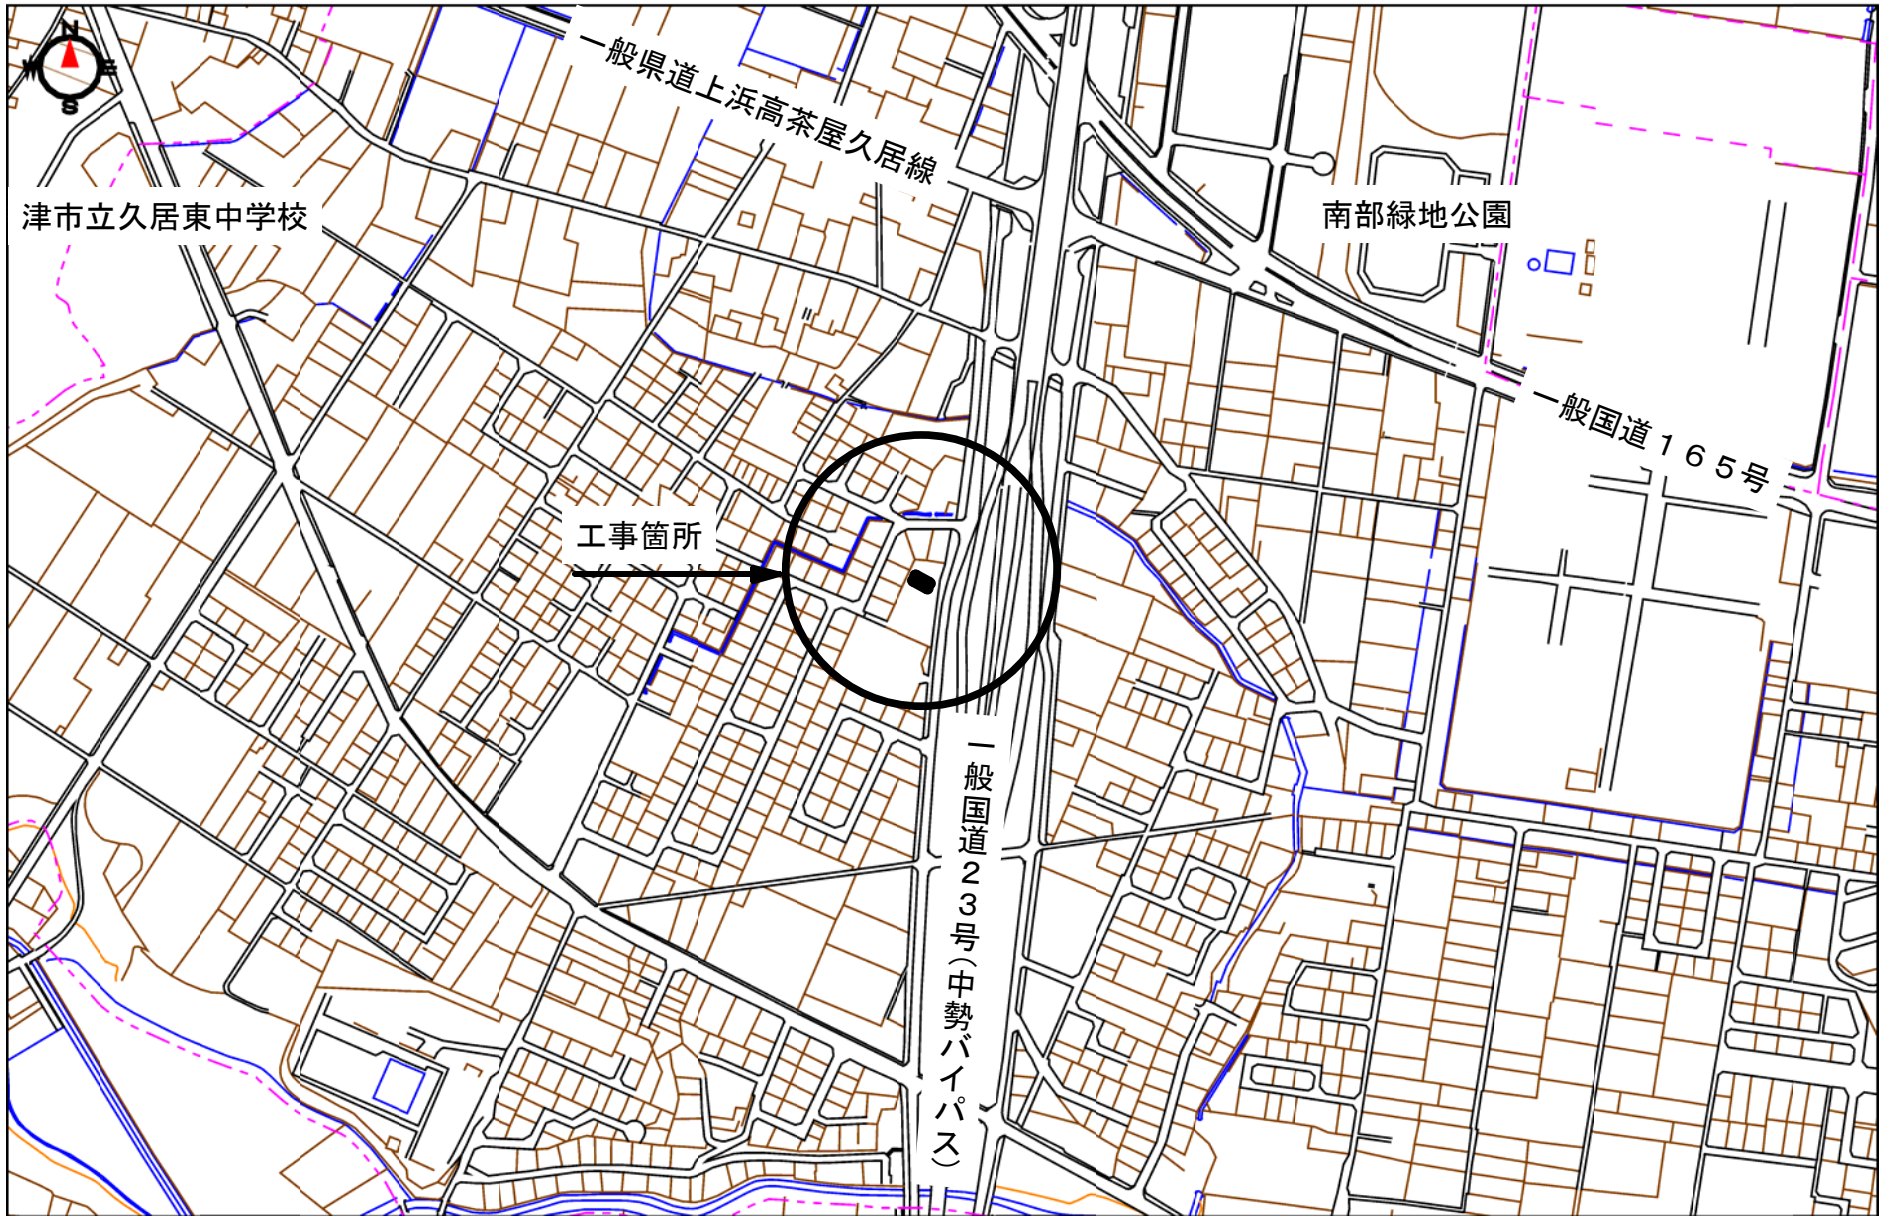 N
W
E
S
一般県道上浜高茶屋久居線
津市立久居東中学校
南部緑地公園
一般国道１６５号
工事箇所
一般国道２３号（中勢バイパス）